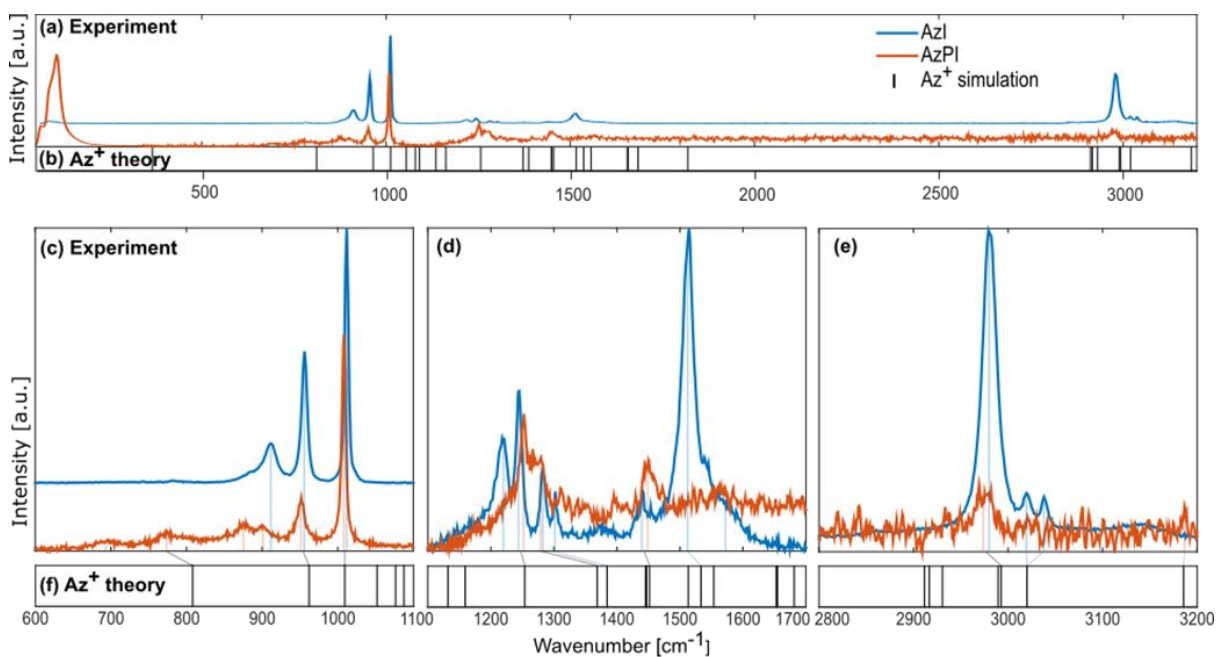 (a) Experiment
AzI
AzPI
Az+ simulation
Intensity [a.u.]
(b) Az+ theory
500 1000 1500 2000 2500 3000
(c) Experiment
(d)
(e)
Intensity [a.u.]
(f) Az+ theory
600 700 800 900 1000 1100 1200 1300 1400 1500 1600 1700 2800 2900 3000 3100 3200
Wavenumber [cm-1]